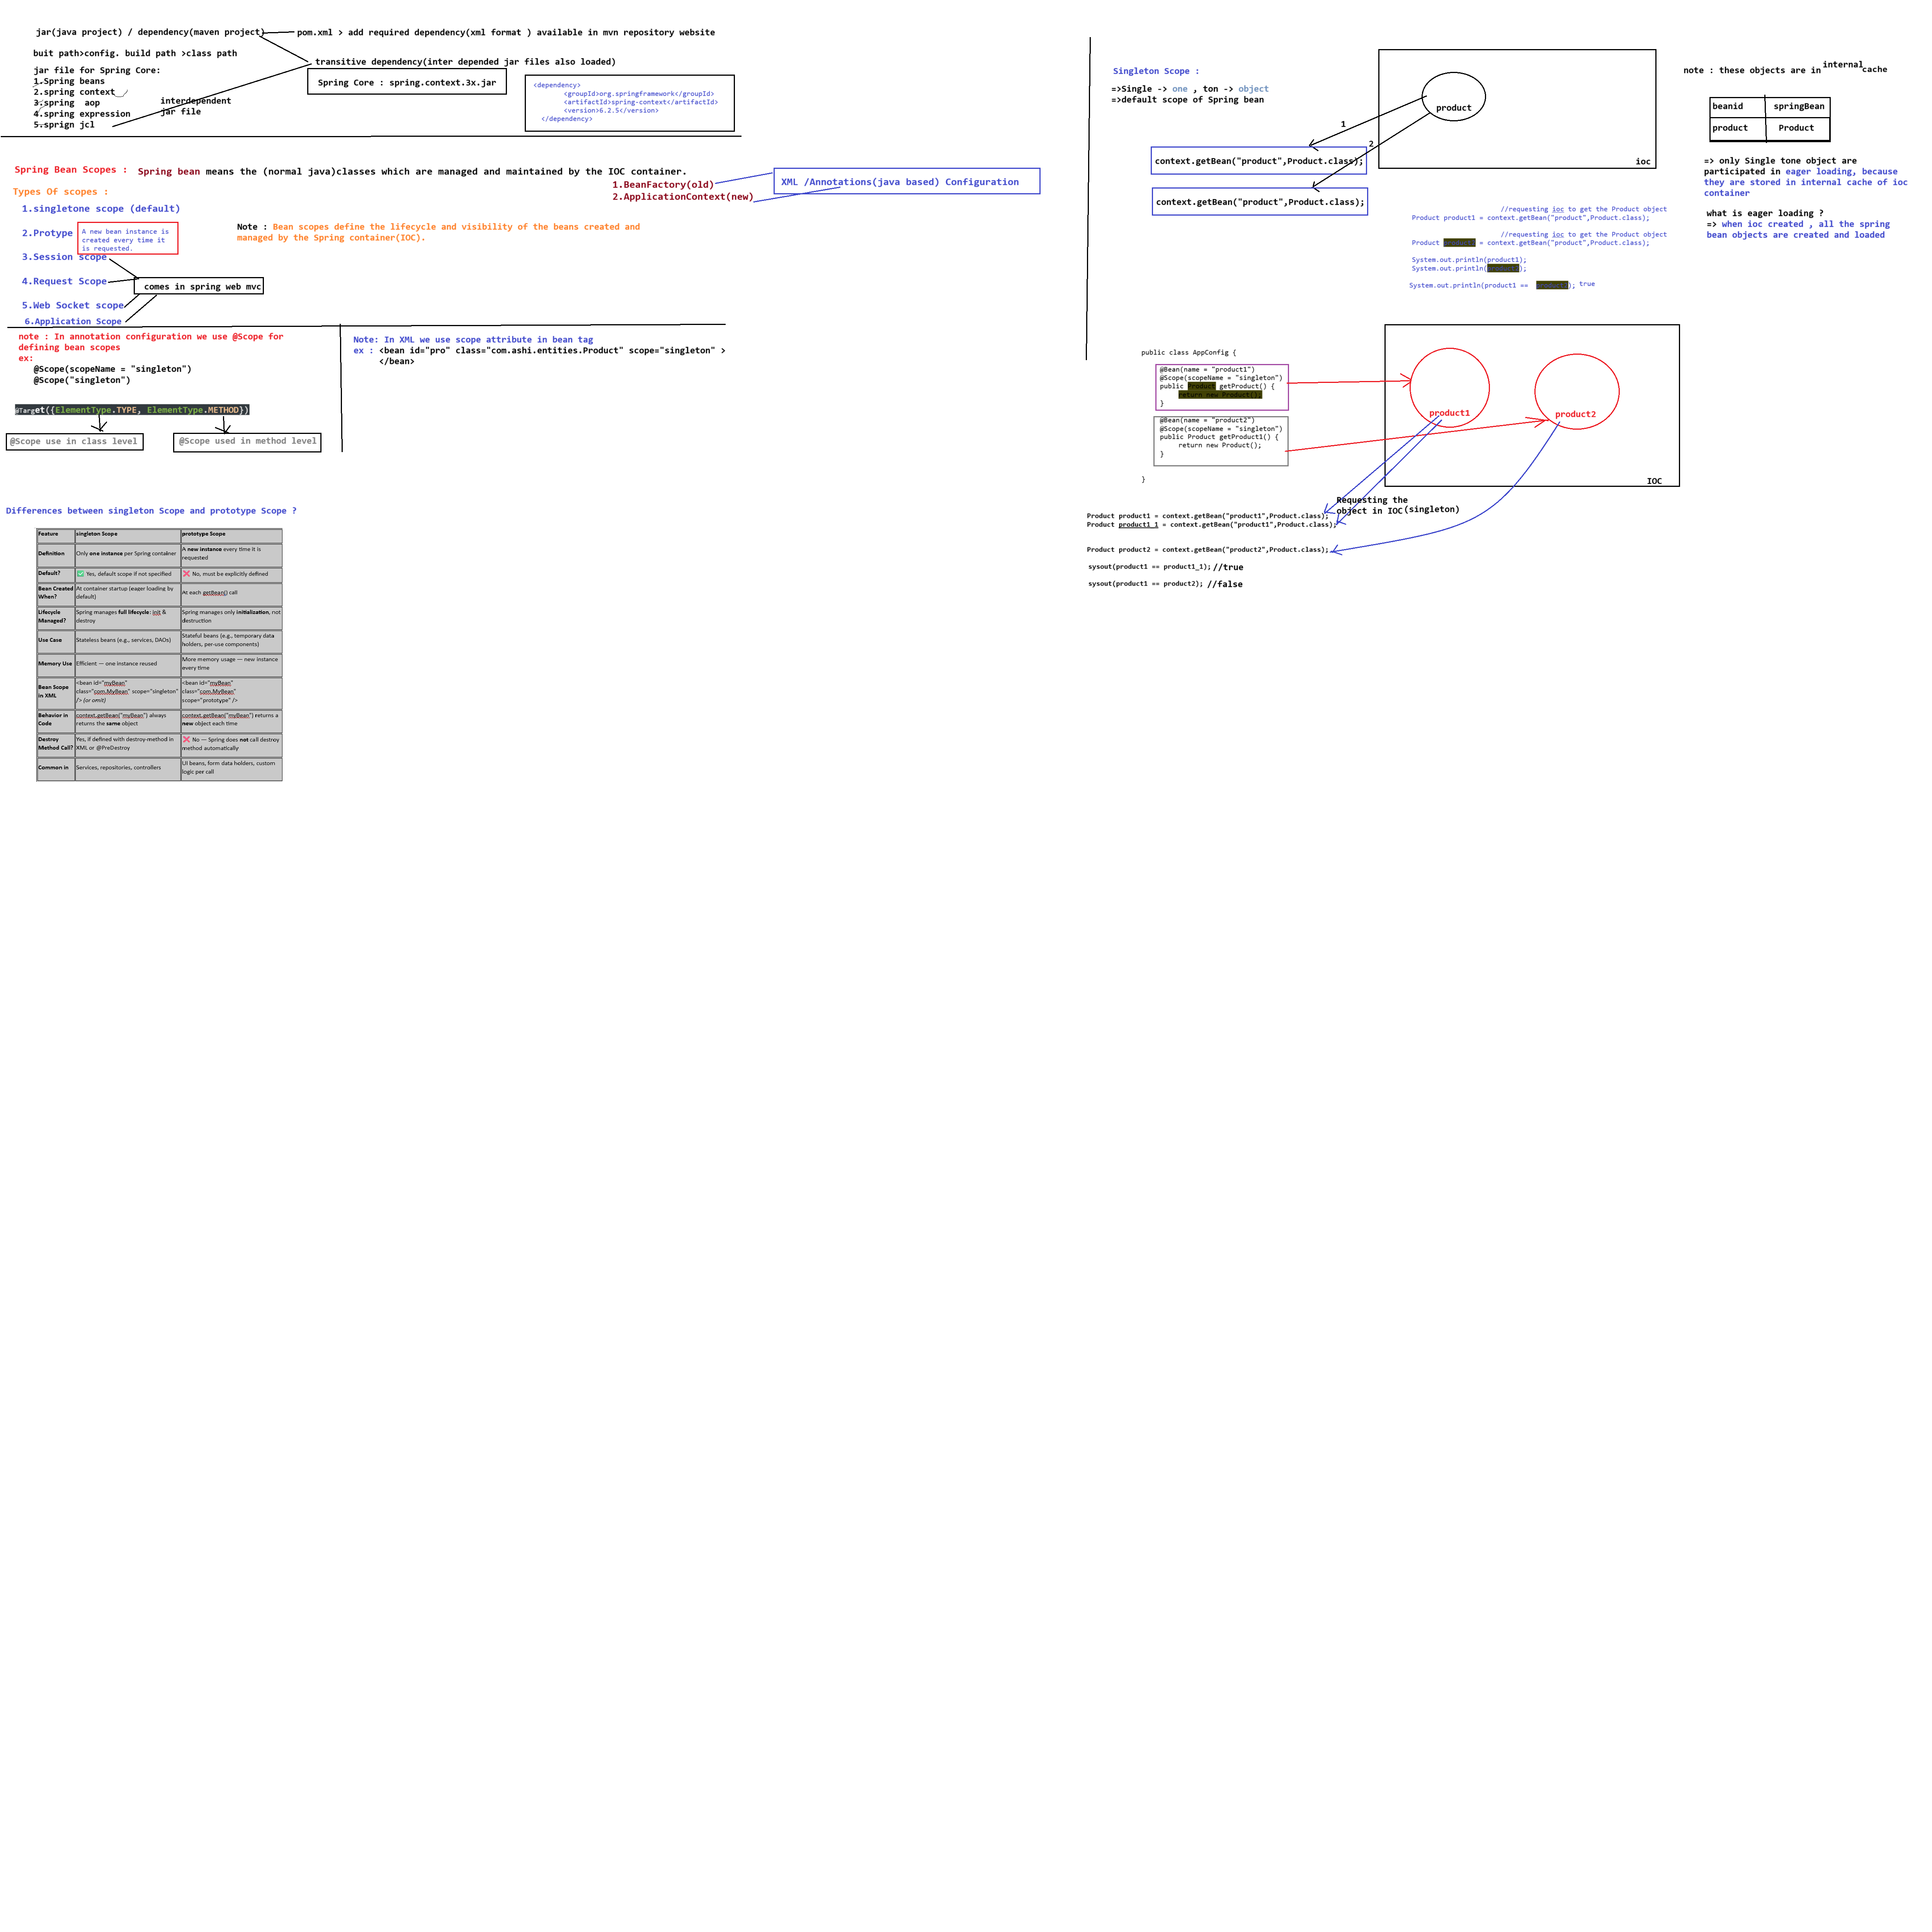 jar(java project) / dependency(maven project)
pom.xml > add required dependency(xml format ) available in mvn repository website
buit path>config. build path >class path
transitive dependency(inter depended jar files also loaded)
jar file for Spring Core:
1.Spring beans
2.spring context
3.spring  aop
4.spring expression
5.sprign jcl
interdependent
jar file
Spring Core : spring.context.3x.jar
<dependency>
<groupId>org.springframework</groupId>
<artifactId>spring-context</artifactId>
<version>6.2.5</version>
</dependency>
Spring Bean Scopes :  Spring bean means the (normal java)classes which are managed and maintained by the IOC container.
1.BeanFactory(old)
2.ApplicationContext(new)
XML /Annotations(java based) Configuration
Types Of scopes :
1.singletone scope (default)
2.Protype
A new bean instance is
created every time it
is requested.
3.Session scope
4.Request Scope
5.Web Socket scope
6.Application Scope
comes in spring web mvc
Note : Bean scopes define the lifecycle and visibility of the beans created and
managed by the Spring container(IOC).
note : In annotation configuration we use @Scope for
defining bean scopes
ex:
@Scope(scopeName = "singleton")
@Scope("singleton")
@Target({ElementType.TYPE, ElementType.METHOD})
@Scope use in class level
@Scope used in method level
Note: In XML we use scope attribute in bean tag
ex : <bean id="pro" class="com.ashi.entities.Product" scope="singleton" >
</bean>
Differences between singleton Scope and prototype Scope ?
Feature singleton Scope prototype Scope
Definition Only one instance per Spring container A new instance every time it is
requested
Default? ✅ Yes, default scope if not specified ❌ No, must be explicitly defined
Bean Created
When? At container startup (eager loading by
default) At each getBean() call
Lifecycle
Managed? Spring manages full lifecycle: init &
destroy Spring manages only initialization, not
destruction
Use Case Stateless beans (e.g., services, DAOs) Stateful beans (e.g., temporary data
holders, per-use components)
Memory Use Efficient — one instance reused More memory usage — new instance
every time
Bean Scope
in XML <bean id="myBean"
class="com.MyBean" scope="singleton"
/> (or omit) <bean id="myBean"
class="com.MyBean"
scope="prototype" />
Behavior in
Code context.getBean("myBean") always
returns the same object context.getBean("myBean") returns a
new object each time
Destroy
Method Call? Yes, if defined with destroy-method in
XML or @PreDestroy ❌ No — Spring does not call destroy
method automatically
Common in Services, repositories, controllers UI beans, form data holders, custom
logic per call
Singleton Scope :
=>Single -> one , ton -> object
=>default scope of Spring bean
product
1
2
ioc
context.getBean("product",Product.class);
context.getBean("product",Product.class);
note : these objects are in internal cache
beanid springBean
product Product
=> only Single tone object are
participated in eager loading, because
they are stored in internal cache of ioc
container
what is eager loading ?
=> when ioc created , all the spring
bean objects are created and loaded
//requesting ioc to get the Product object
Product product1 = context.getBean("product",Product.class);
//requesting ioc to get the Product object
Product = context.getBean("product",Product.class);
System.out.println(product1);
System.out.println( );
System.out.println(product1 == ); true
public class AppConfig {
@Bean(name = "product1")
@Scope(scopeName = "singleton")
public Product getProduct() {
return new Product();
}
@Bean(name = "product2")
@Scope(scopeName = "singleton")
public Product getProduct1() {
return new Product();
}
}
product1
product2
IOC
Requesting the
object in IOC(singleton)
Product product1 = context.getBean("product1",Product.class);
Product product1_1 = context.getBean("product1",Product.class);
Product product2 = context.getBean("product2",Product.class);
sysout(product1 == product1_1); //true
sysout(product1 == product2); //false